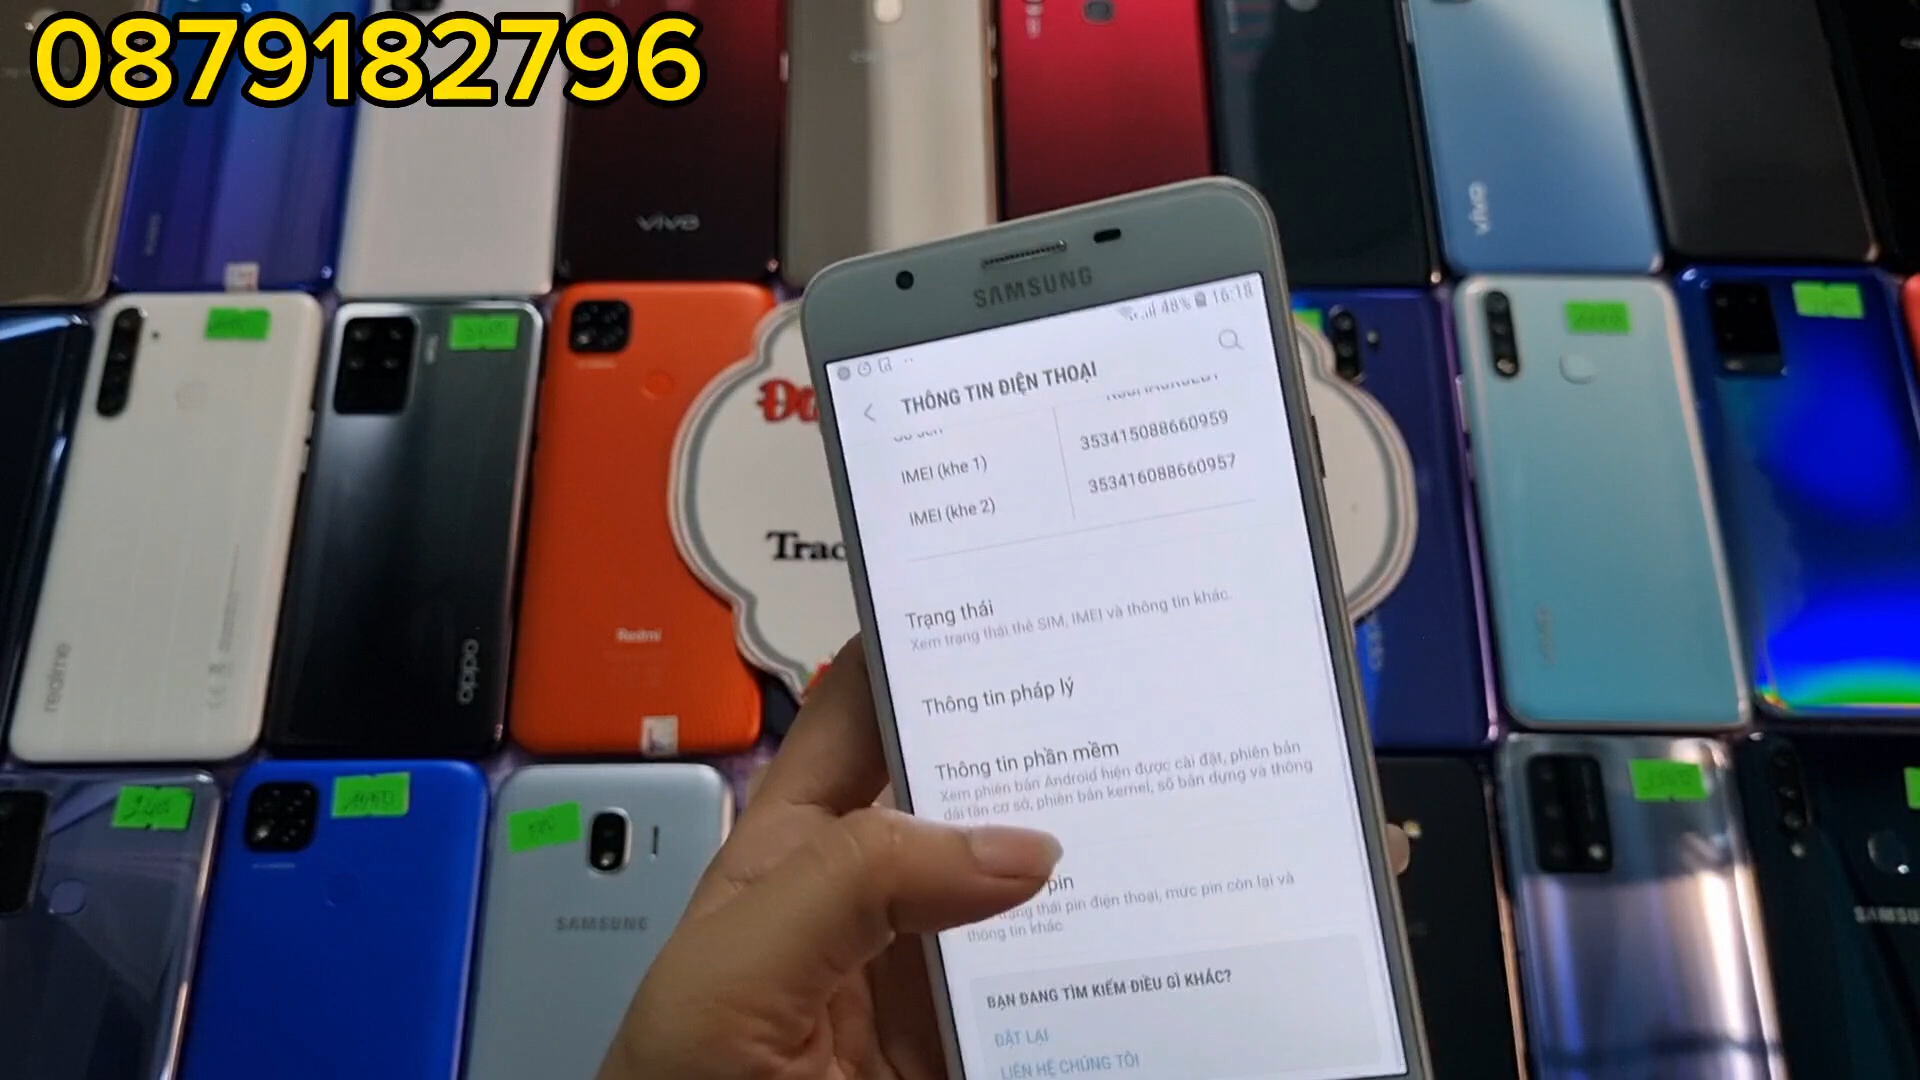 0879182796
vivo
vivo
SAMSUNG
48% 16:18
THÔNG TIN ĐIỆN THOẠI
IMEI (khe 1)
353415088660959
IMEI (khe 2)
353416088660957
Trạng thái
Xem trạng thái thẻ SIM, IMEI và thông tin khác.
Thông tin pháp lý
Thông tin phần mềm
Xem phiên bản Android hiện được cài đặt, phiên bản
dải tần cơ sở, phiên bản kernel, số bản dựng và thông
pin
thái pin điện thoại, mức pin còn lại và
thông tin khác.
BẠN ĐANG TÌM KIẾM ĐIỀU GÌ KHÁC?
ĐẶT LẠI
LIÊN HỆ CHÚNG TÔI
realme
oppo
Redmi
SAMSUNG